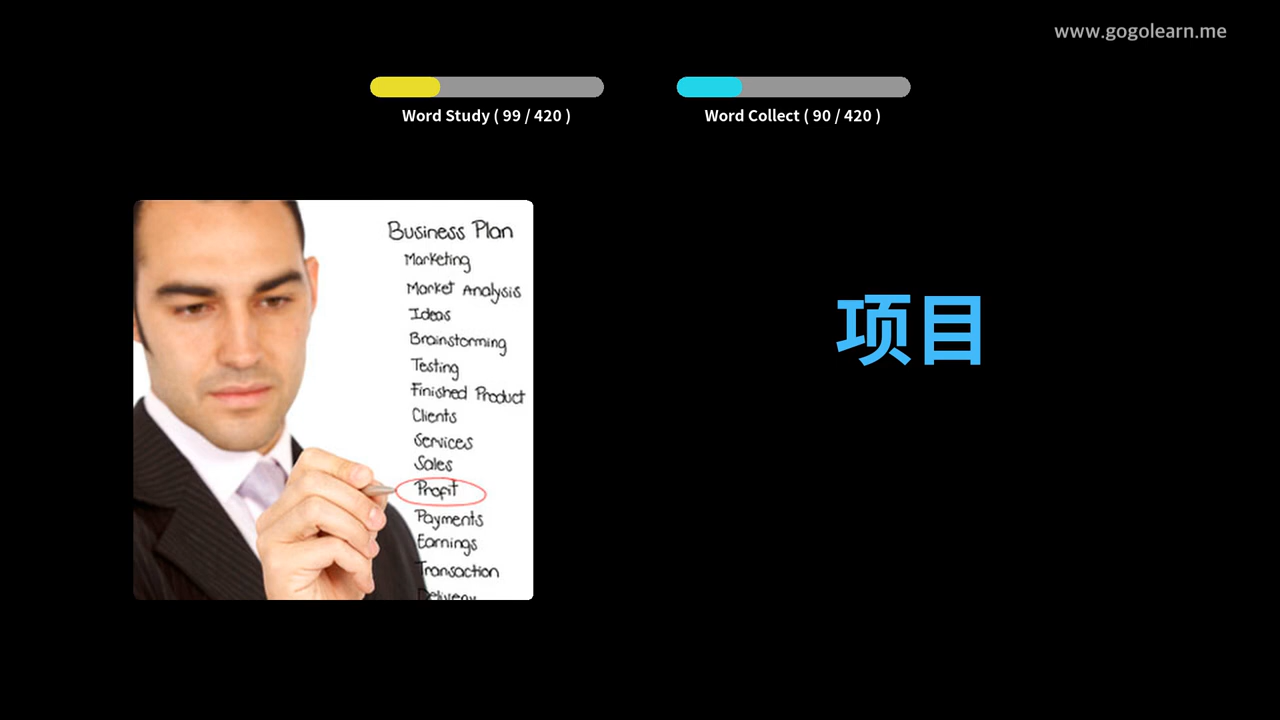 www.gogolearn.me
Word Study ( 99 / 420 )
Word Collect ( 90 / 420 )
Business Plan
Marketing
Market Analysis
Ideas
Brainstorming
Testing
Finished Product
Clients
Services
Sales
Profit
Payments
Earnings
Transaction
Delivery
项目